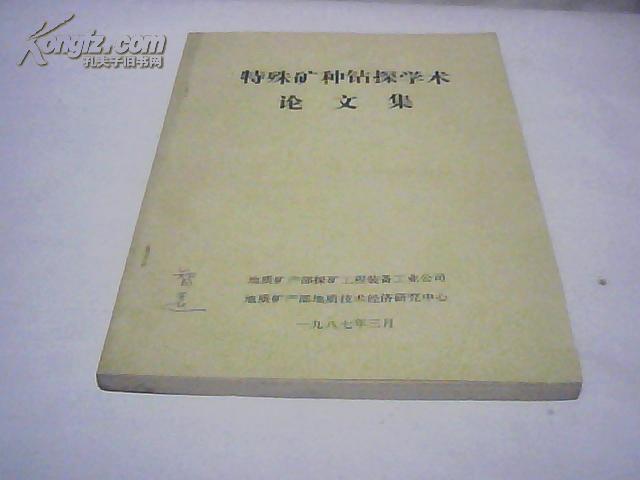 Kongfz.com
孔夫子旧书网
特殊矿种钻探学术
论文集
地质矿产部探矿工程装备工业公司
地质矿产部地质技术经济研究中心
一九八七年三月